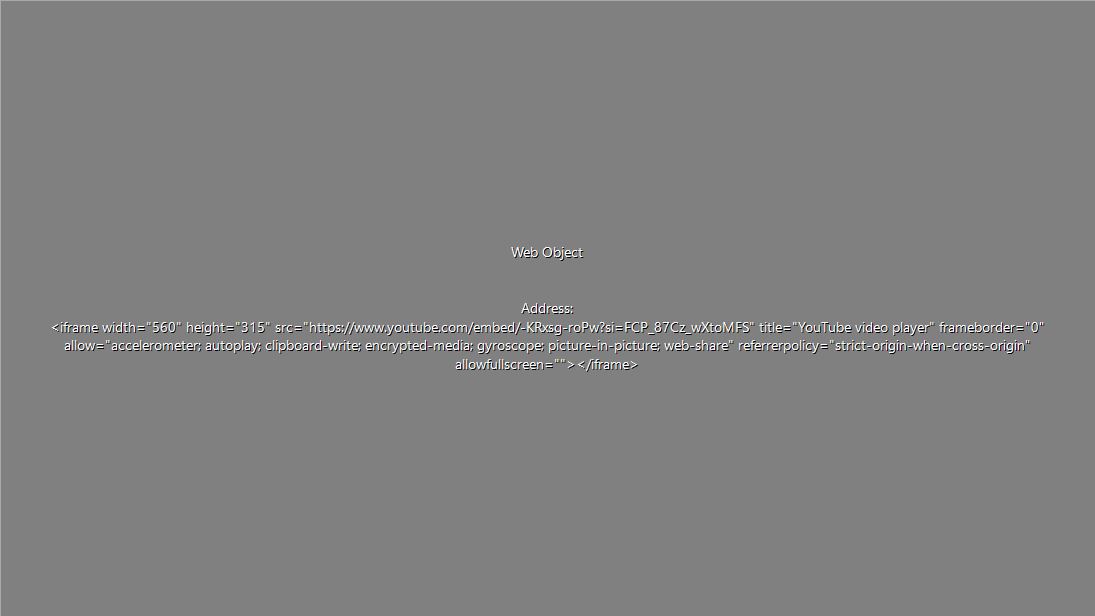 Web Object
Address:
<iframe width="560" height="315" src="https://www.youtube.com/embed/-KRxsg-roPw?si=FCP_87Cz_wXtoMFS" title="YouTube video player" frameborder="0"
allow="accelerometer; autoplay; clipboard-write; encrypted-media; gyroscope; picture-in-picture; web-share" referrerpolicy="strict-origin-when-cross-origin"
allowfullscreen=""></iframe>